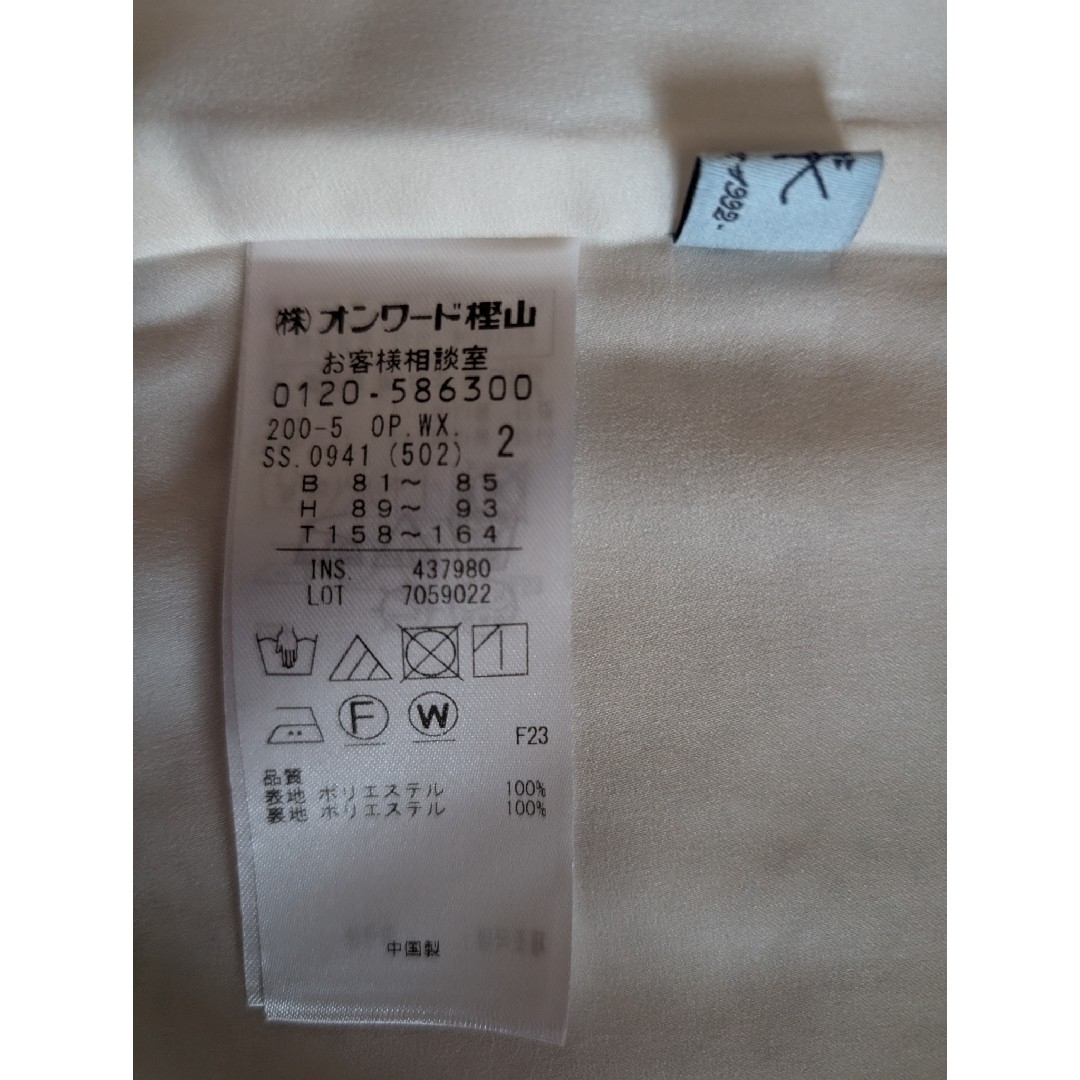 ㈱オンワード樫山
お客様相談室
0120-586300
200-5 OP.WX.
SS.0941 (502) 2
B 81〜 85
H 89〜 93
T158〜164
INS. 437980
LOT 7059022
F W
F23
品質
表地 ポリエステル 100%
裏地 ポリエステル 100%
中国製